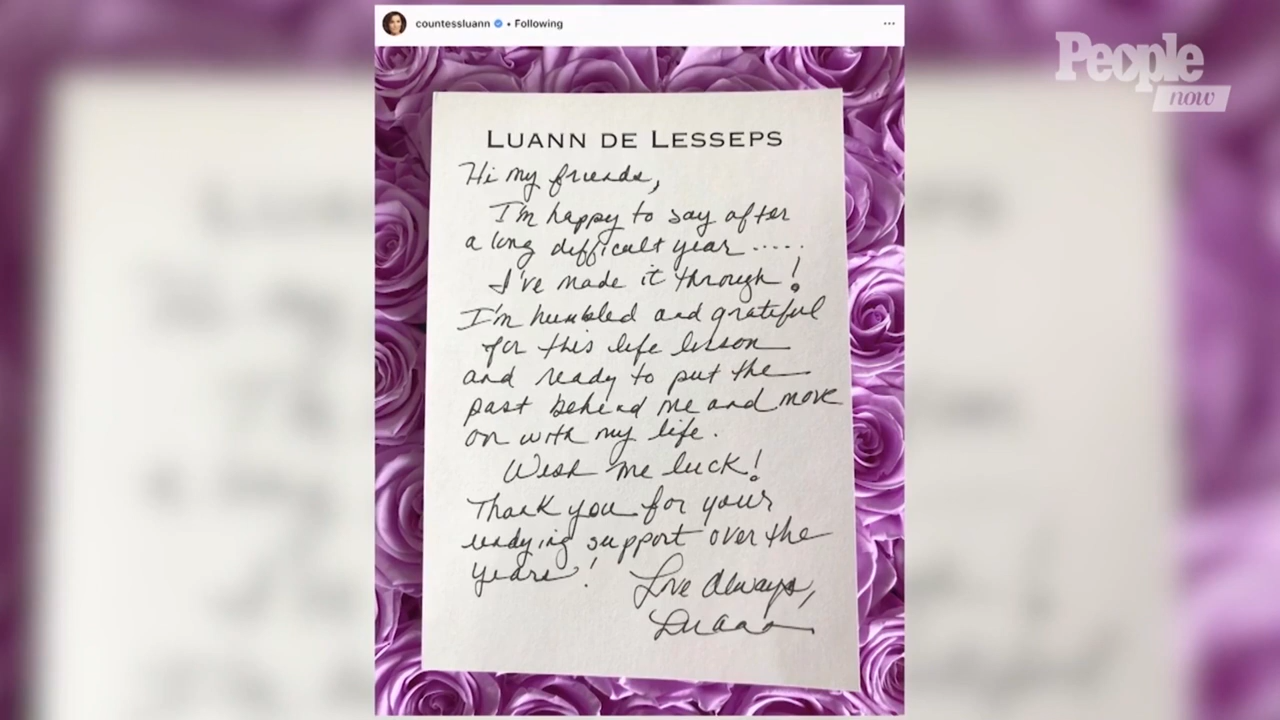 countessluann • Following
...
People
now
LUANN DE LESSEPS
Hi my friends,
I'm happy to say after
a long difficult year .....
I've made it through!
I'm humbled and grateful
for this life lesson
and ready to put the
past behind me and move
on with my life.
Wish me luck!
Thank you for your
undying support over the
years!
Love Always,
Luann